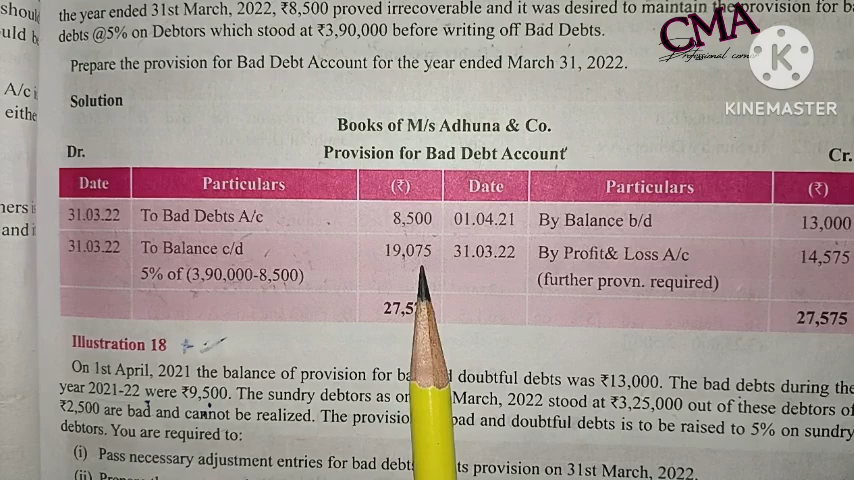 the year ended 31st March, 2022, ₹8,500 proved irrecoverable and it was desired to maintain the provision for
debts @5% on Debtors which stood at ₹3,90,000 before writing off Bad Debts.
Prepare the provision for Bad Debt Account for the year ended March 31, 2022.
CMA
Professional
K
KINEMASTER
A/c
eithe
and
Solution
Books of M/s Adhuna & Co.
Dr. Provision for Bad Debt Account Cr.
Date Particulars (₹) Date Particulars (₹)
31.03.22 To Bad Debts A/c 8,500 01.04.21 By Balance b/d 13,000
31.03.22 To Balance c/d 19,075 31.03.22 By Profit& Loss A/c 14,575
5% of (3,90,000-8,500) (further provn. required)
27,5 27,575
Illustration 18
On 1st April, 2021 the balance of provision for ba d doubtful debts was ₹13,000. The bad debts during the
year 2021-22 were ₹9,500. The sundry debtors as on March, 2022 stood at ₹3,25,000 out of these debtors of
₹2,500 are bad and cannot be realized. The provisio bad and doubtful debts is to be raised to 5% on sundry
debtors. You are required to:
(i) Pass necessary adjustment entries for bad debts ts provision on 31st March, 2022.
(ii)